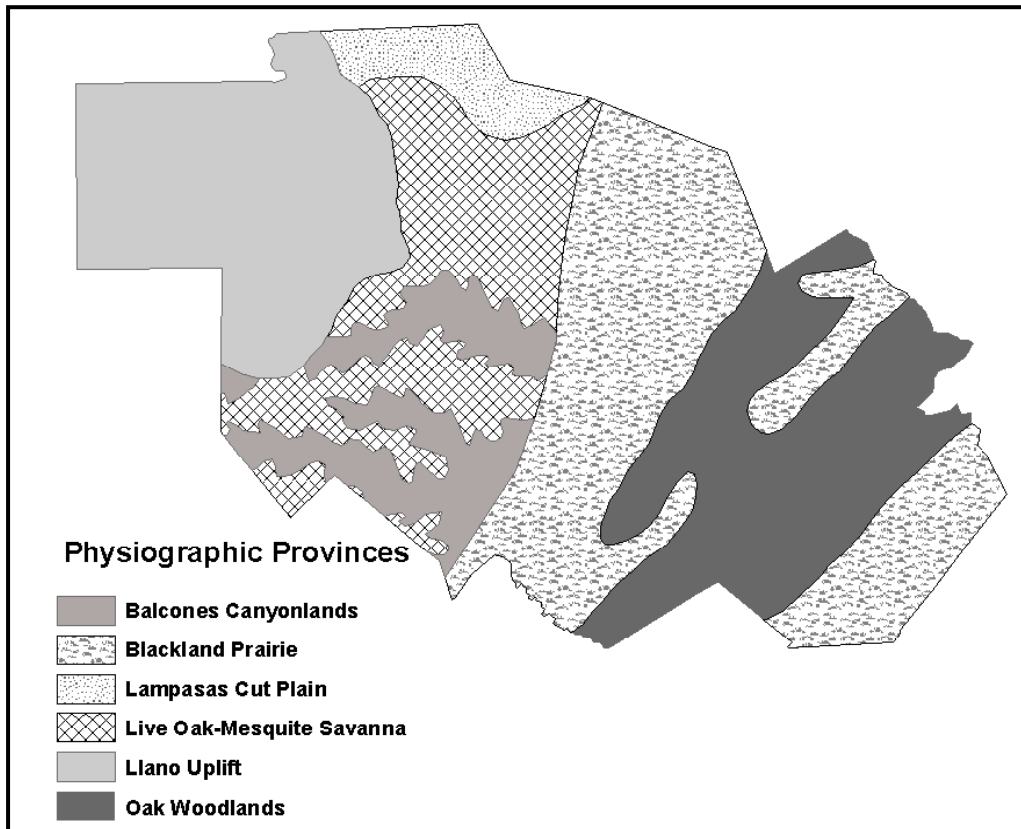 Physiographic Provinces
Balcones Canyonlands
Blackland Prairie
Lampasas Cut Plain
Live Oak-Mesquite Savanna
Llano Uplift
Oak Woodlands